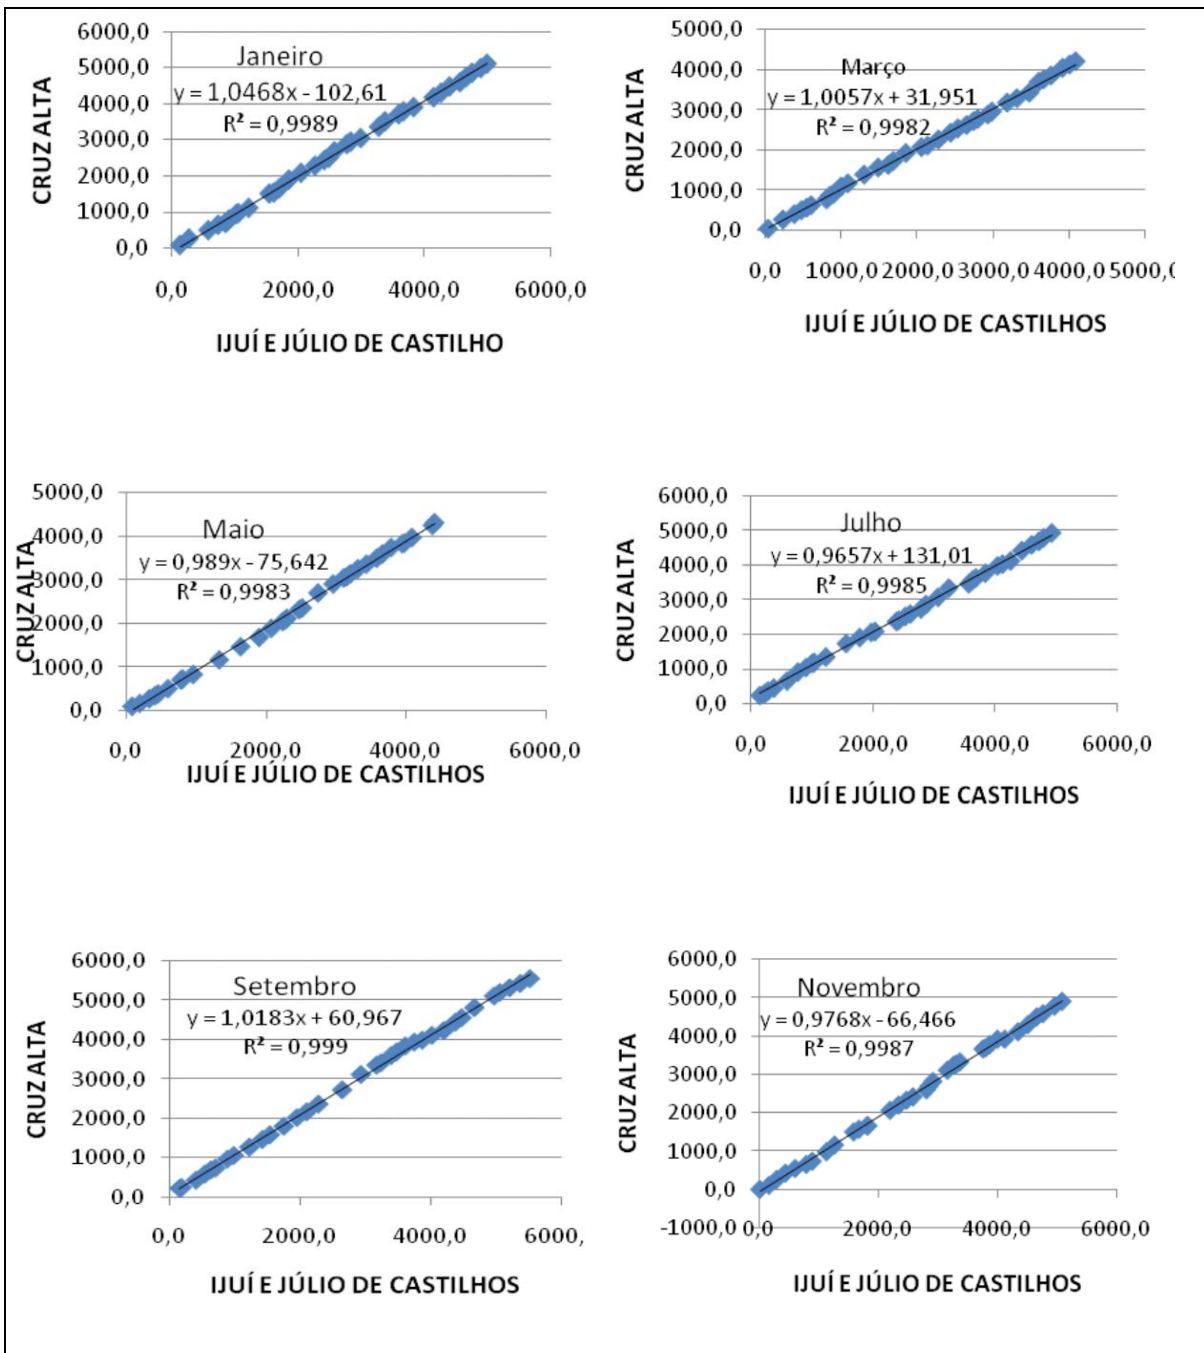 6000,0
5000,0
4000,0
3000,0
2000,0
1000,0
0,0
CRUZ ALTA
Janeiro
y = 1,0468x - 102,61
R² = 0,9989
0,0 2000,0 4000,0 6000,0
IJUÍ E JÚLIO DE CASTILHO
5000,0
4000,0
3000,0
2000,0
1000,0
0,0
CRUZ ALTA
Março
y = 1,0057x + 31,951
R² = 0,9982
0,0 1000,0 2000,0 3000,0 4000,0 5000,0
IJUÍ E JÚLIO DE CASTILHOS
5000,0
4000,0
3000,0
2000,0
1000,0
0,0
CRUZ ALTA
Maio
y = 0,989x - 75,642
R² = 0,9983
0,0 2000,0 4000,0 6000,0
IJUÍ E JÚLIO DE CASTILHOS
6000,0
5000,0
4000,0
3000,0
2000,0
1000,0
0,0
CRUZ ALTA
Julho
y = 0,9657x + 131,01
R² = 0,9985
0,0 2000,0 4000,0 6000,0
IJUÍ E JÚLIO DE CASTILHOS
6000,0
5000,0
4000,0
3000,0
2000,0
1000,0
0,0
CRUZ ALTA
Setembro
y = 1,0183x + 60,967
R² = 0,999
0,0 2000,0 4000,0 6000,
IJUÍ E JÚLIO DE CASTILHOS
6000,0
5000,0
4000,0
3000,0
2000,0
1000,0
0,0
-1000,0
CRUZ ALTA
Novembro
y = 0,9768x - 66,466
R² = 0,9987
0,0 2000,0 4000,0 6000,0
IJUÍ E JÚLIO DE CASTILHOS